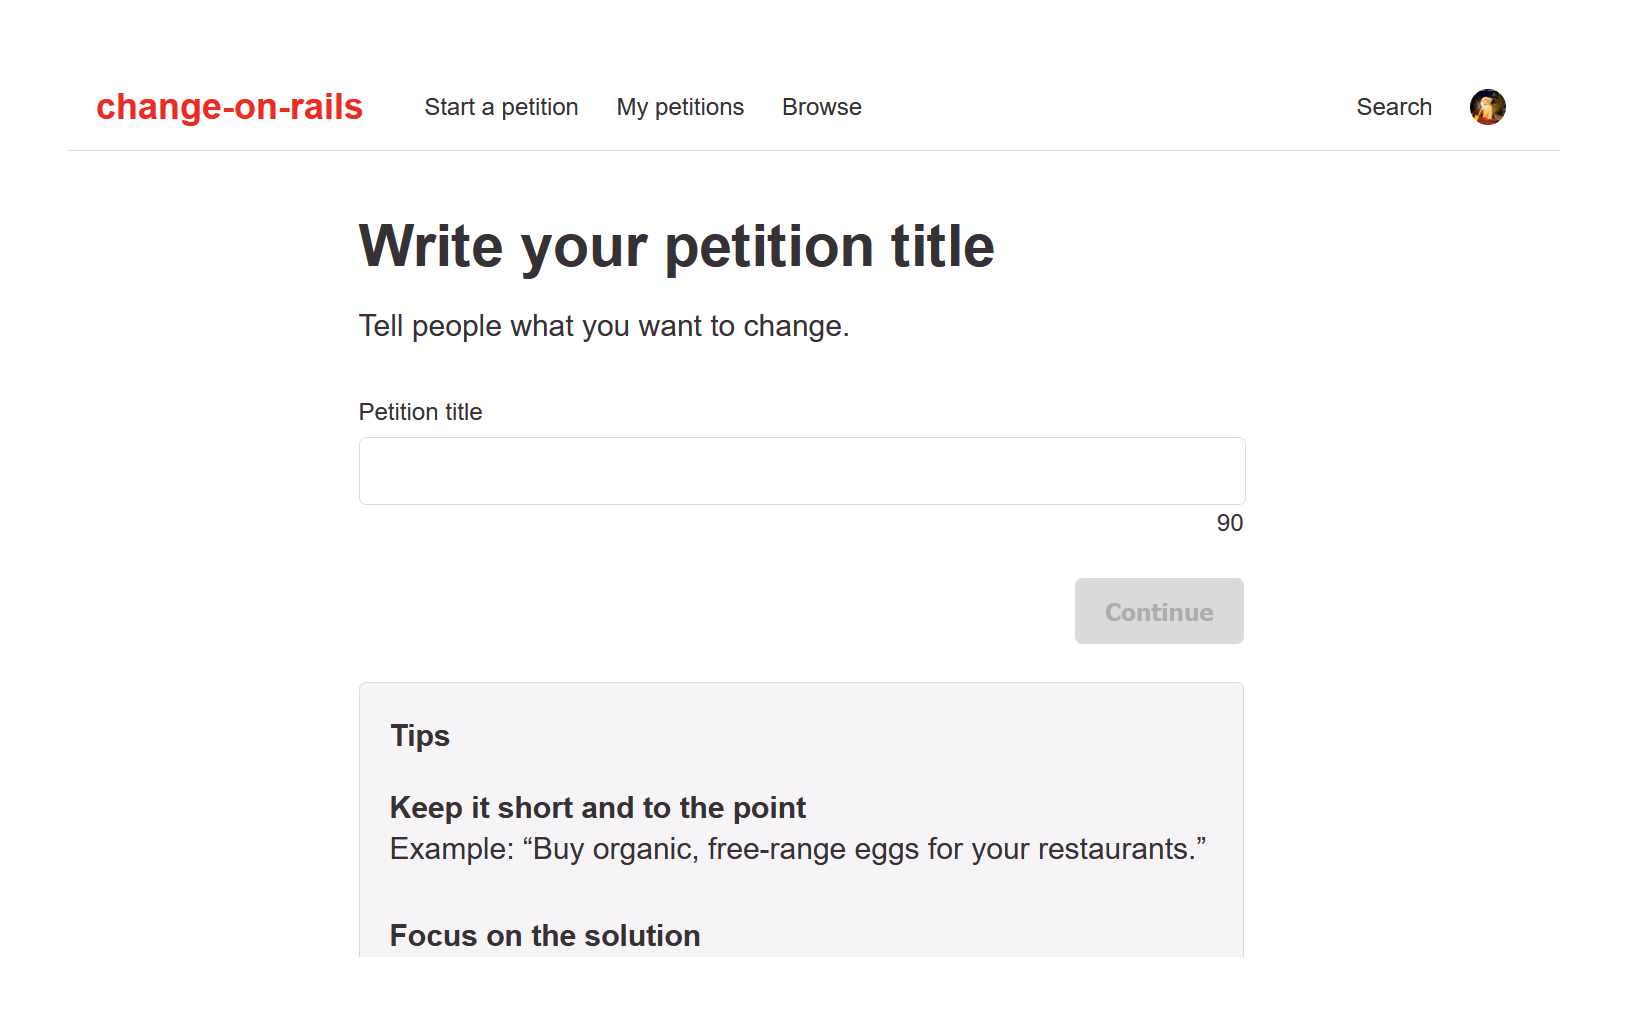 change-on-rails Start a petition My petitions Browse Search
Write your petition title
Tell people what you want to change.
Petition title
90
Continue
Tips
Keep it short and to the point
Example: “Buy organic, free-range eggs for your restaurants.”
Focus on the solution